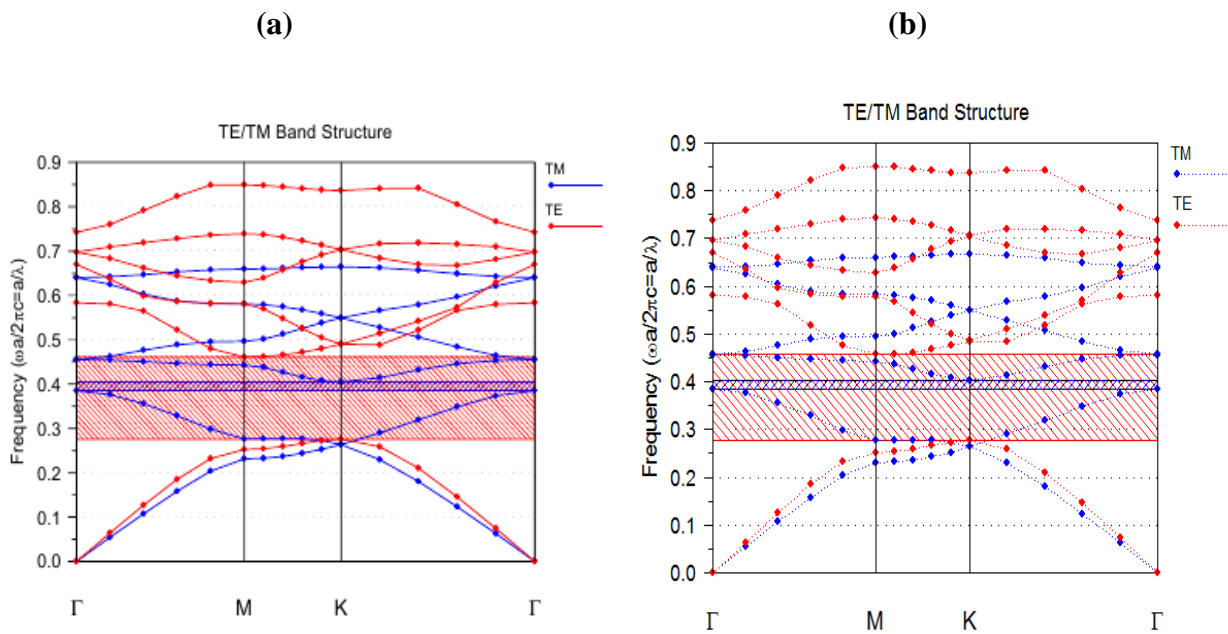 (a)
(b)
TE/TM Band Structure
TM
TE
Frequency (ωa/2πc=a/λ)
0.9
0.8
0.7
0.6
0.5
0.4
0.3
0.2
0.1
0.0
Γ M K Γ
TE/TM Band Structure
TM
TE
Frequency (ωa/2πc=a/λ)
0.9
0.8
0.7
0.6
0.5
0.4
0.3
0.2
0.1
0.0
Γ M K Γ